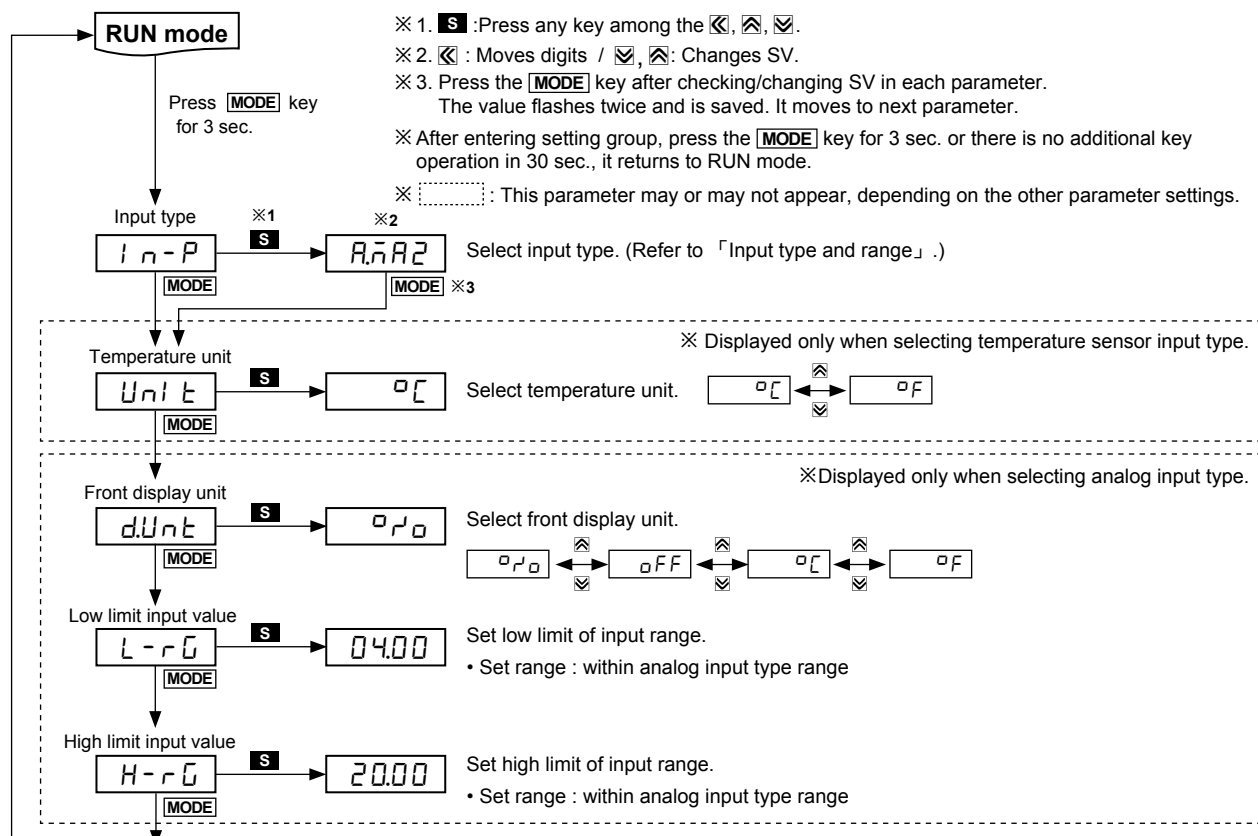 RUN mode
※ 1. S :Press any key among the ≪, ︽, ︾.
※ 2. ≪ : Moves digits / ︾, ︽: Changes SV.
※ 3. Press the MODE key after checking/changing SV in each parameter.
The value flashes twice and is saved. It moves to next parameter.
Press MODE key
for 3 sec.
※ After entering setting group, press the MODE key for 3 sec. or there is no additional key
operation in 30 sec., it returns to RUN mode.
※ : This parameter may or may not appear, depending on the other parameter settings.
Input type ※1 ※2
In-P S A.mA2 Select input type. (Refer to 「Input type and range」.)
MODE MODE ※3
※ Displayed only when selecting temperature sensor input type.
Temperature unit
UnIt S °C Select temperature unit. °C °F
MODE
※Displayed only when selecting analog input type.
Front display unit
d.Unt S o/o Select front display unit.
MODE o/o oFF °C °F
Low limit input value
L-rG S 04.00 Set low limit of input range.
MODE • Set range : within analog input type range
High limit input value
H-rG S 20.00 Set high limit of input range.
MODE • Set range : within analog input type range